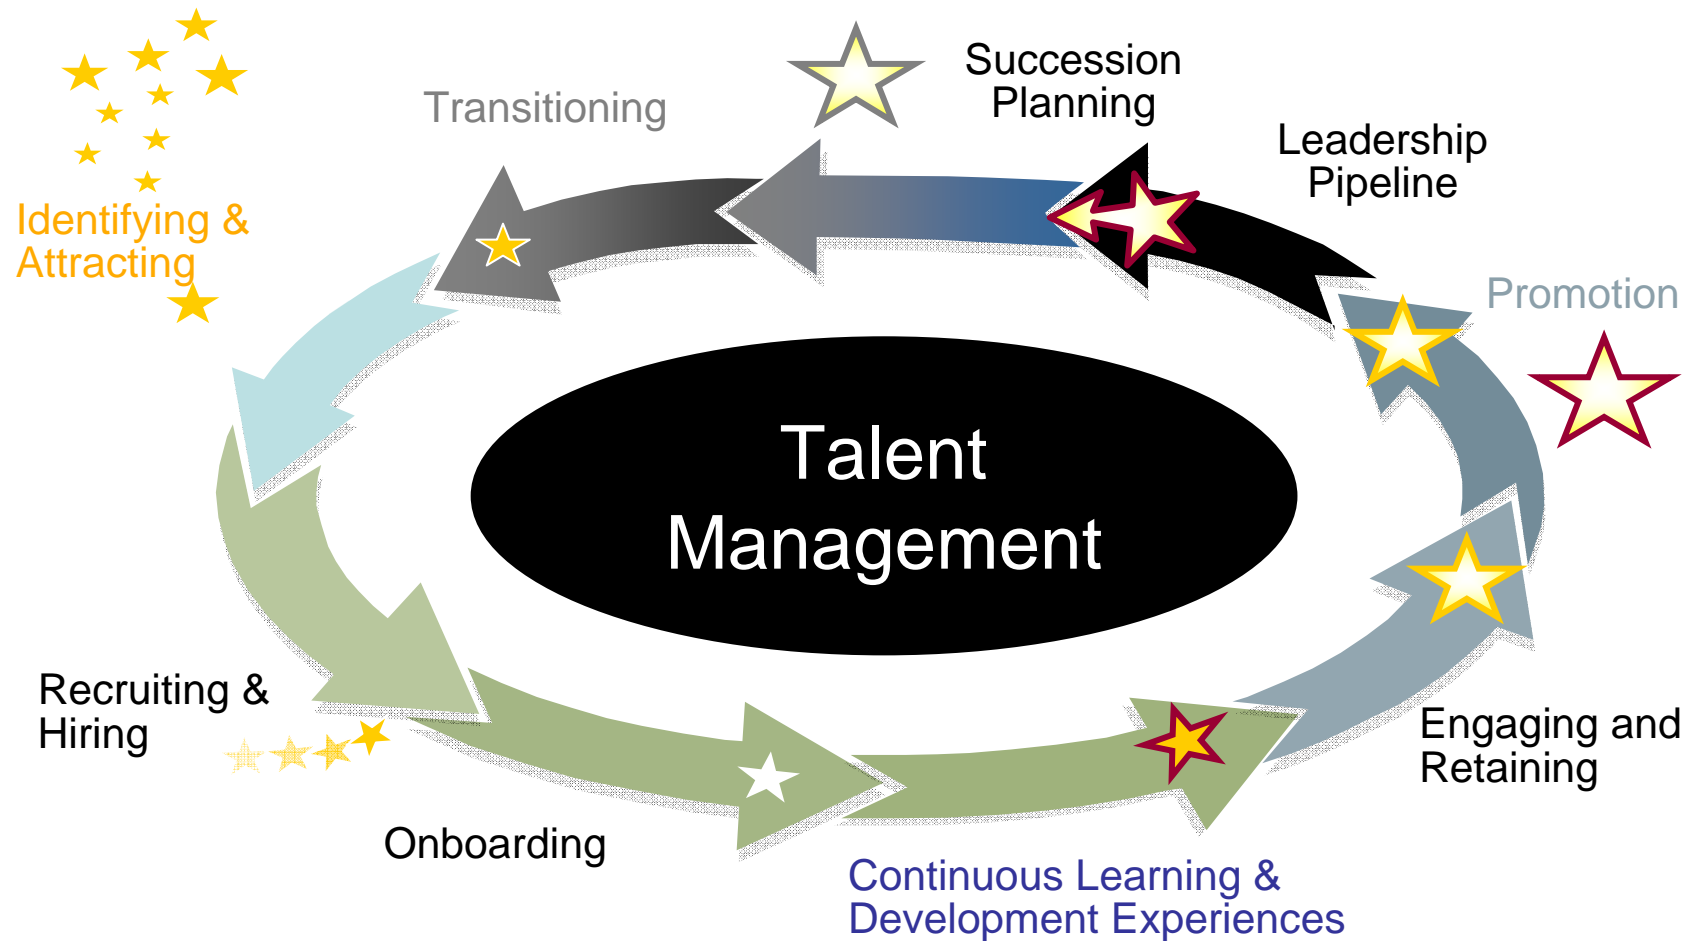 Succession
Planning
Transitioning
Leadership
Pipeline
Identifying &
Attracting
Promotion
Talent
Management
Recruiting &
Hiring
Engaging and
Retaining
Onboarding
Continuous Learning &
Development Experiences